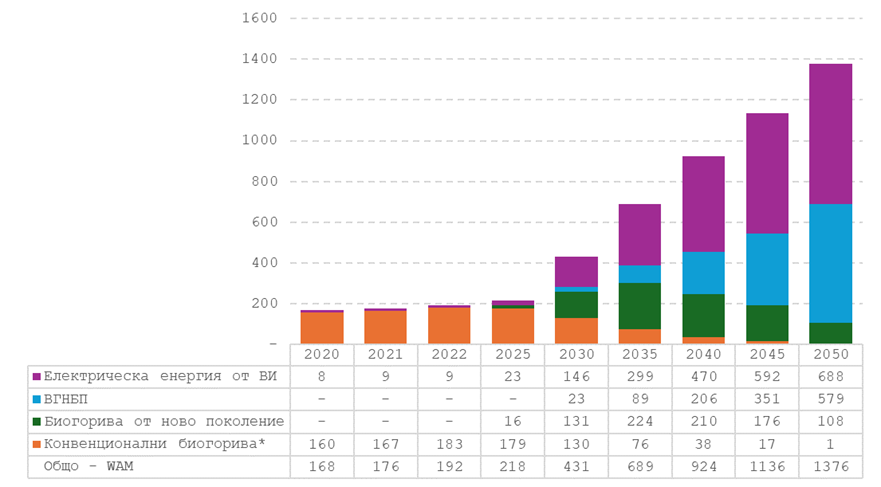 1600
1400
1200
1000
800
600
400
200
–
2020 2021 2022 2025 2030 2035 2040 2045 2050
Електрическа енергия от ВИ 8 9 9 23 146 299 470 592 688
ВГНБП – – – – 23 89 206 351 579
Биогорива от ново поколение – – – 16 131 224 210 176 108
Конвенционални биогорива* 160 167 183 179 130 76 38 17 1
Общо – WAM 168 176 192 218 431 689 924 1136 1376